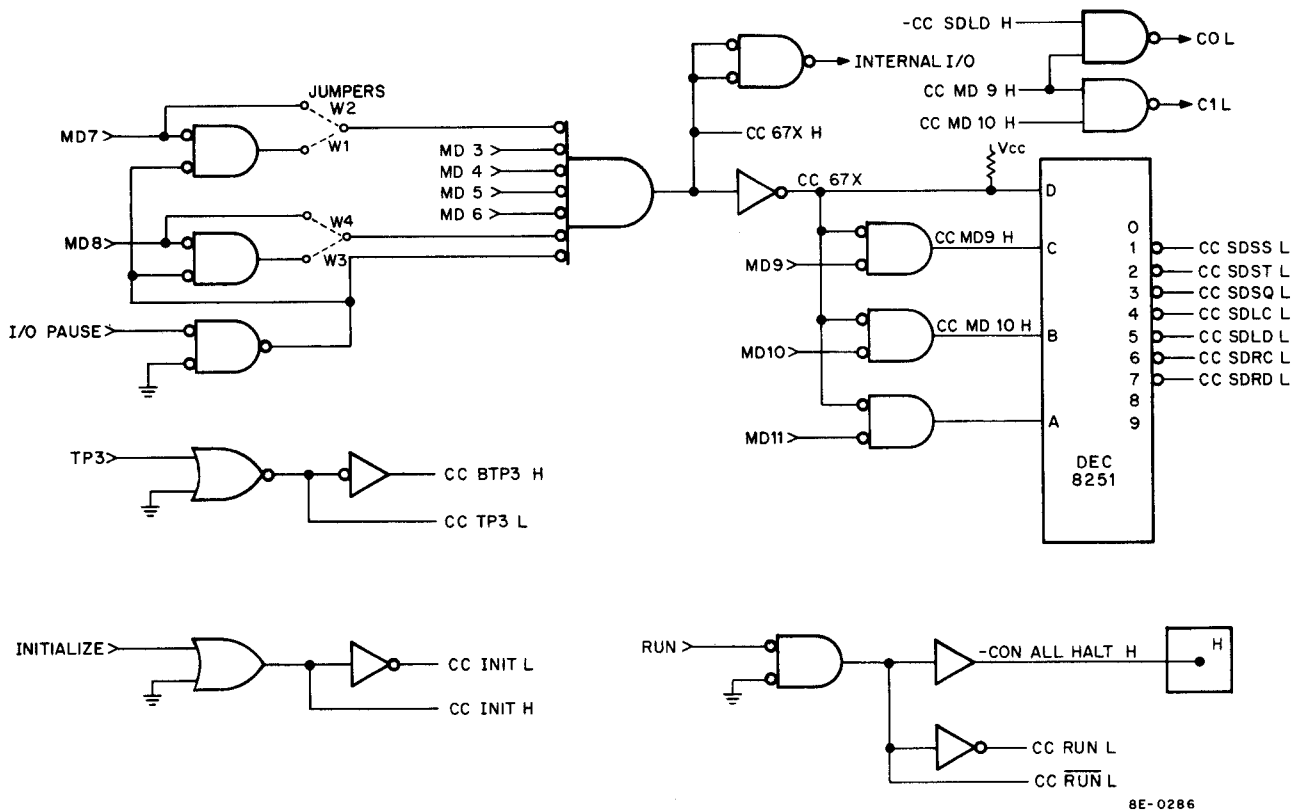 -CC SDLD H
C0 L
INTERNAL I/O
CC MD 9 H
C1 L
CC MD 10 H
JUMPERS
W2
MD7
W1
CC 67X H
MD 3
MD 4
MD 5
MD 6
Vcc
CC 67X
D
W4
MD8
W3
CC MD9 H
C
MD9
0
1 CC SDSS L
2 CC SDST L
3 CC SDSQ L
4 CC SDLC L
5 CC SDLD L
6 CC SDRC L
7 CC SDRD L
8
9
I/O PAUSE
CC MD 10 H
B
MD10
MD11
A
DEC
8251
TP3
CC BTP3 H
CC TP3 L
INITIALIZE
CC INIT L
CC INIT H
RUN
-CON ALL HALT H
H
CC RUN L
CC R̅U̅N̅ L
8E-0286